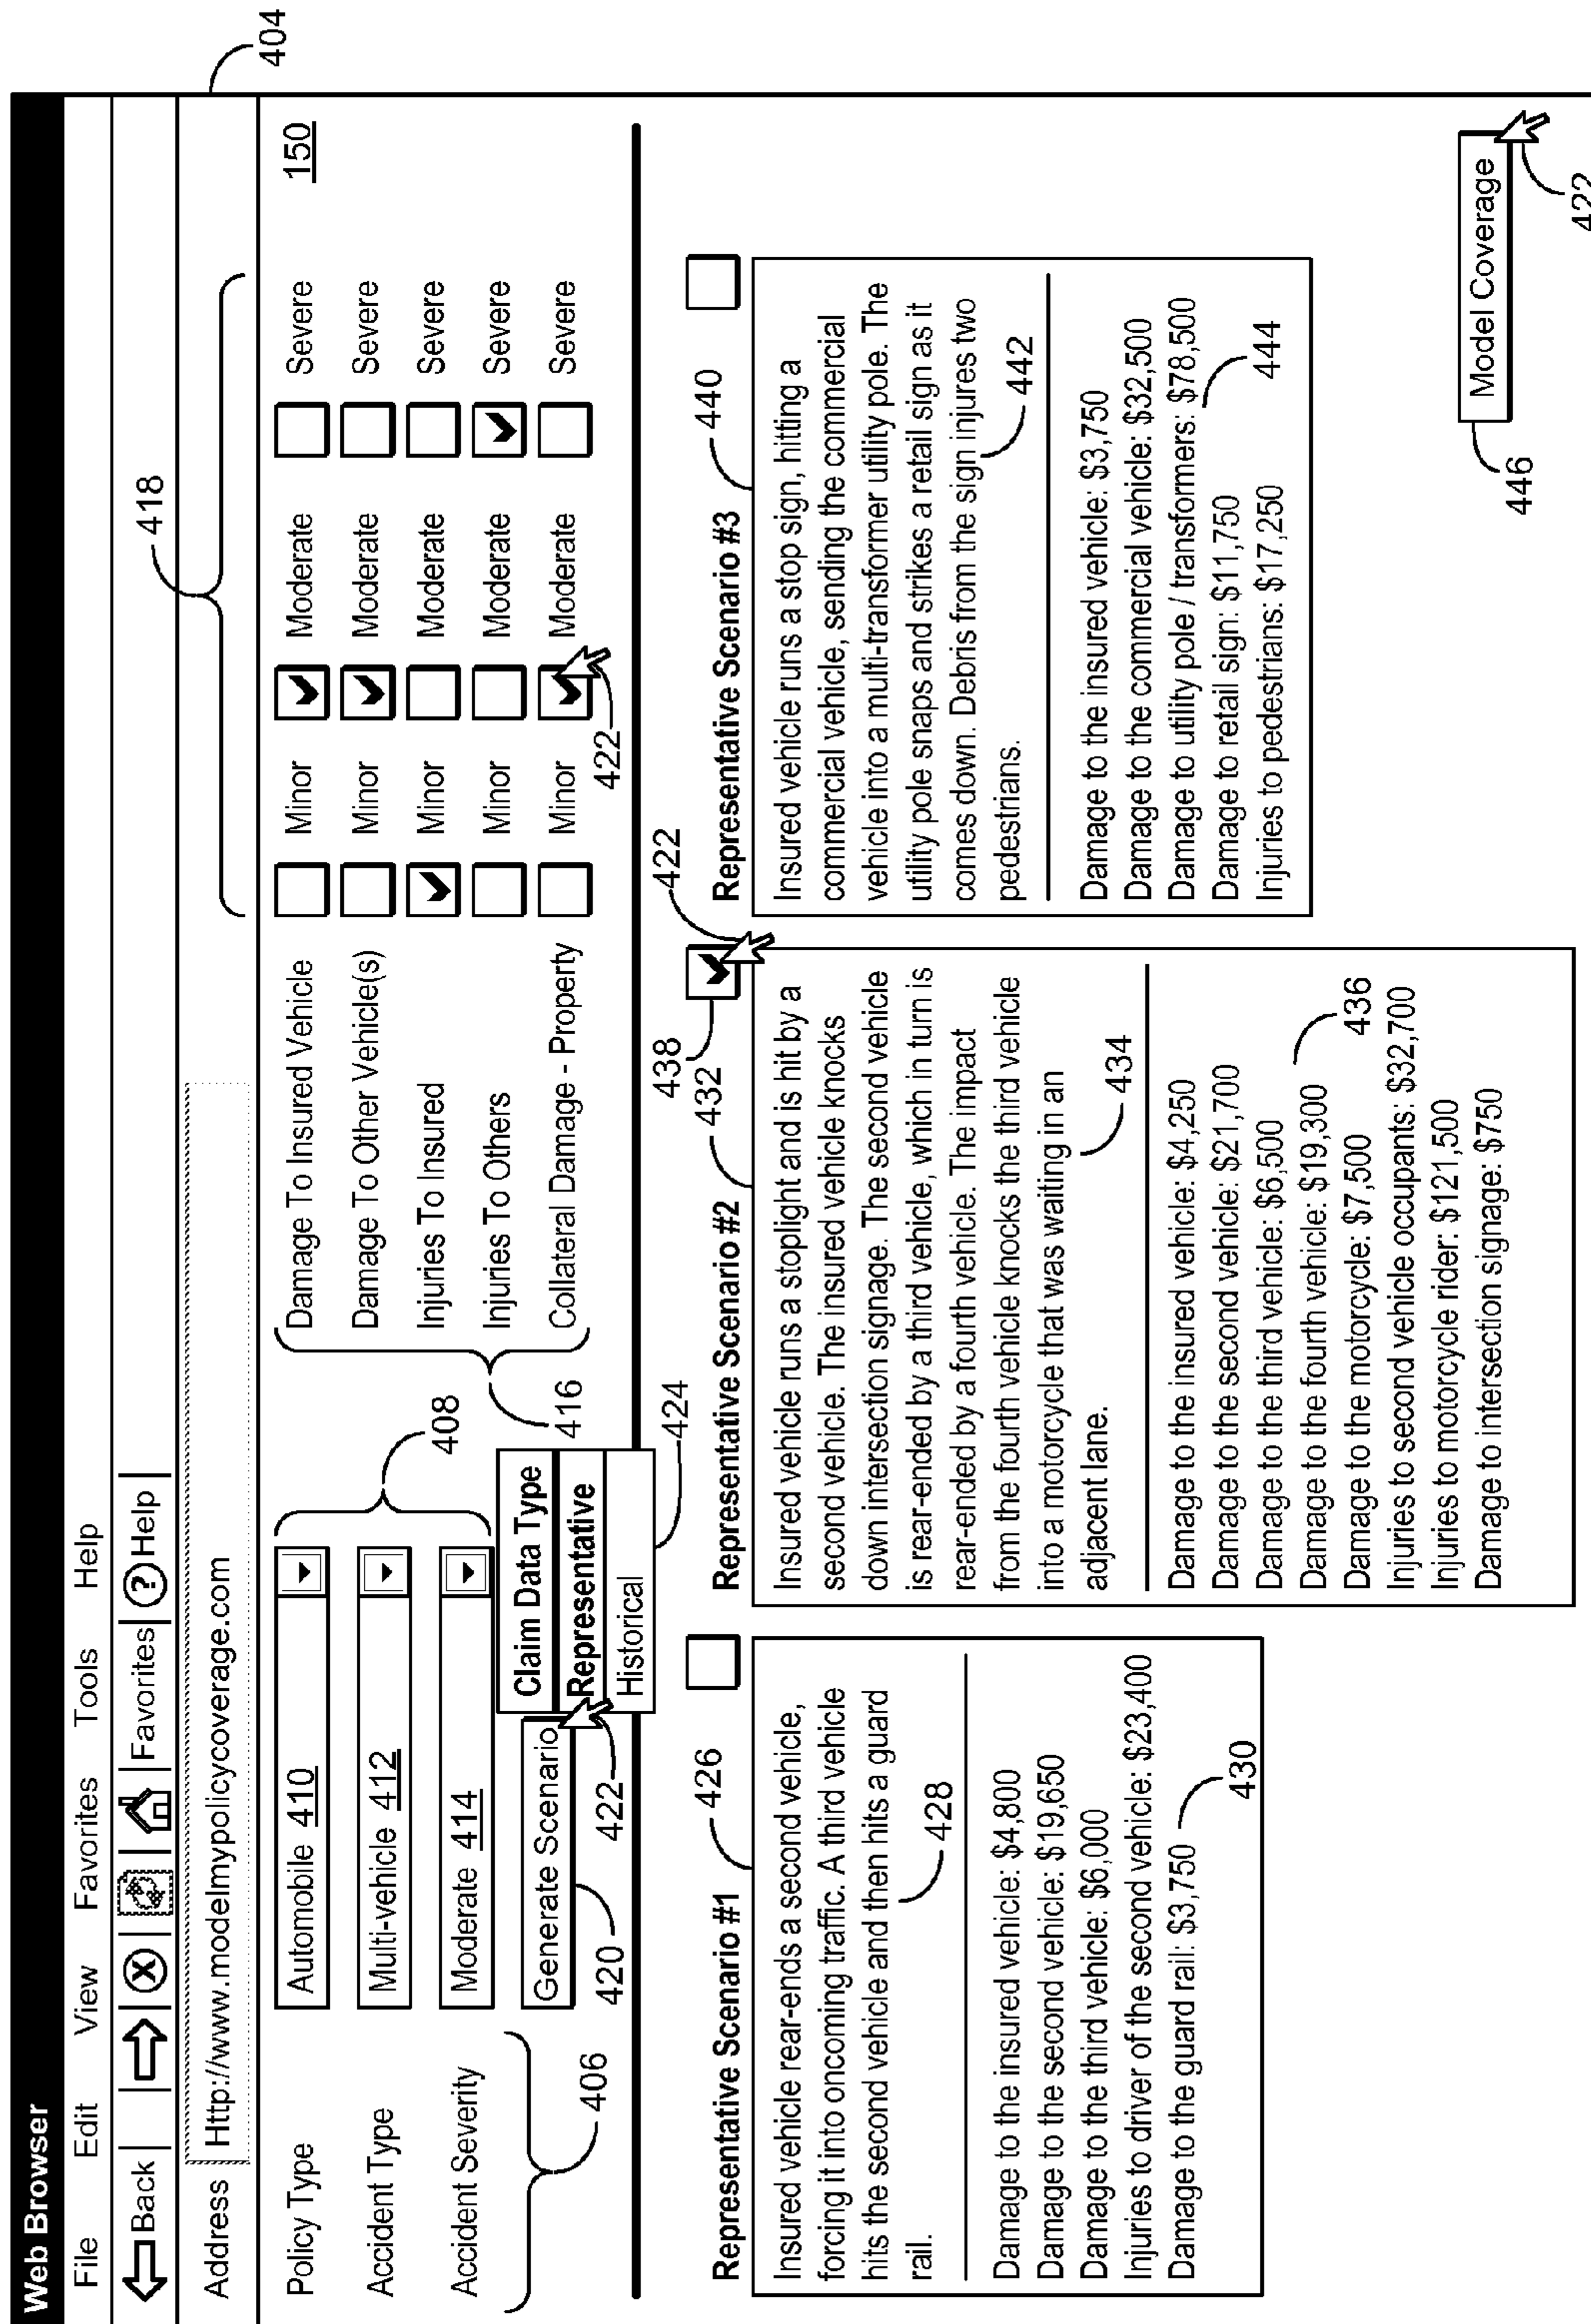 Web Browser
File Edit View Favorites Tools Help
Back Favorites ? Help
Address Http://www.modelmypolicycoverage.com
404
418
150
Policy Type Automobile 410
Accident Type Multi-vehicle 412
Accident Severity Moderate 414
406
408
Generate Scenario
420
422
Claim Data Type
Representative
Historical
424
416
Damage To Insured Vehicle Minor Moderate Severe
Damage To Other Vehicle(s) Minor Moderate Severe
Injuries To Insured Minor Moderate Severe
Injuries To Others Minor Moderate Severe
Collateral Damage - Property Minor Moderate Severe
422
Representative Scenario #1
426
Insured vehicle rear-ends a second vehicle,
forcing it into oncoming traffic. A third vehicle
hits the second vehicle and then hits a guard
rail.
428
Damage to the insured vehicle: $4,800
Damage to the second vehicle: $19,650
Damage to the third vehicle: $6,000
Injuries to driver of the second vehicle: $23,400
Damage to the guard rail: $3,750
430
Representative Scenario #2
432
438
422
Insured vehicle runs a stoplight and is hit by a
second vehicle. The insured vehicle knocks
down intersection signage. The second vehicle
is rear-ended by a third vehicle, which in turn is
rear-ended by a fourth vehicle. The impact
from the fourth vehicle knocks the third vehicle
into a motorcycle that was waiting in an
adjacent lane.
434
Damage to the insured vehicle: $4,250
Damage to the second vehicle: $21,700
Damage to the third vehicle: $6,500
Damage to the fourth vehicle: $19,300
Damage to the motorcycle: $7,500
Injuries to second vehicle occupants: $32,700
Injuries to motorcycle rider: $121,500
Damage to intersection signage: $750
436
Representative Scenario #3
440
Insured vehicle runs a stop sign, hitting a
commercial vehicle, sending the commercial
vehicle into a multi-transformer utility pole. The
utility pole snaps and strikes a retail sign as it
comes down. Debris from the sign injures two
pedestrians.
442
Damage to the insured vehicle: $3,750
Damage to the commercial vehicle: $32,500
Damage to utility pole / transformers: $78,500
Damage to retail sign: $11,750
Injuries to pedestrians: $17,250
444
Model Coverage
446
422